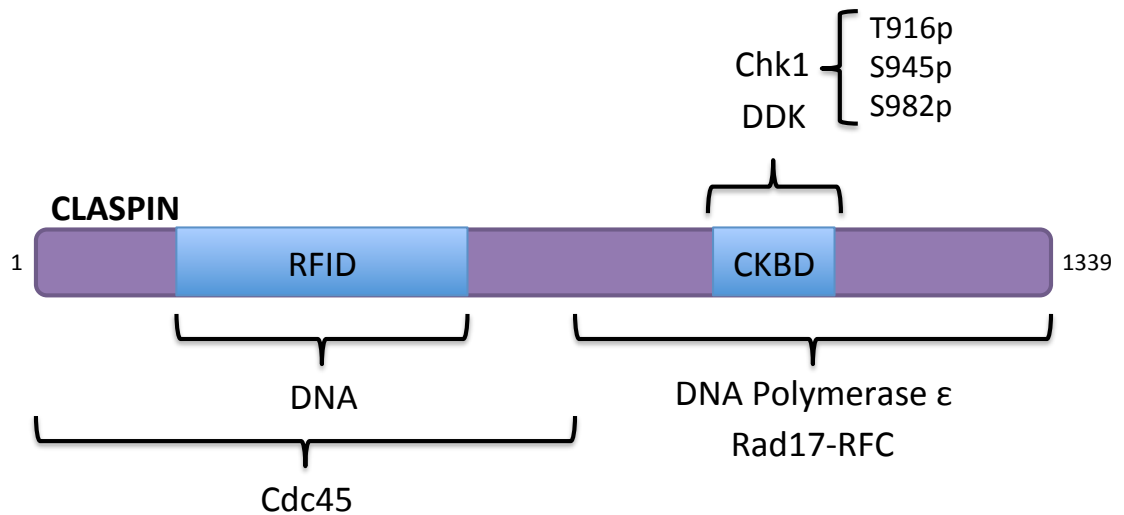 T916p
Chk1
S945p
DDK
S982p
CLASPIN
1
RFID
CKBD
1339
DNA
DNA Polymerase ε
Rad17-RFC
Cdc45